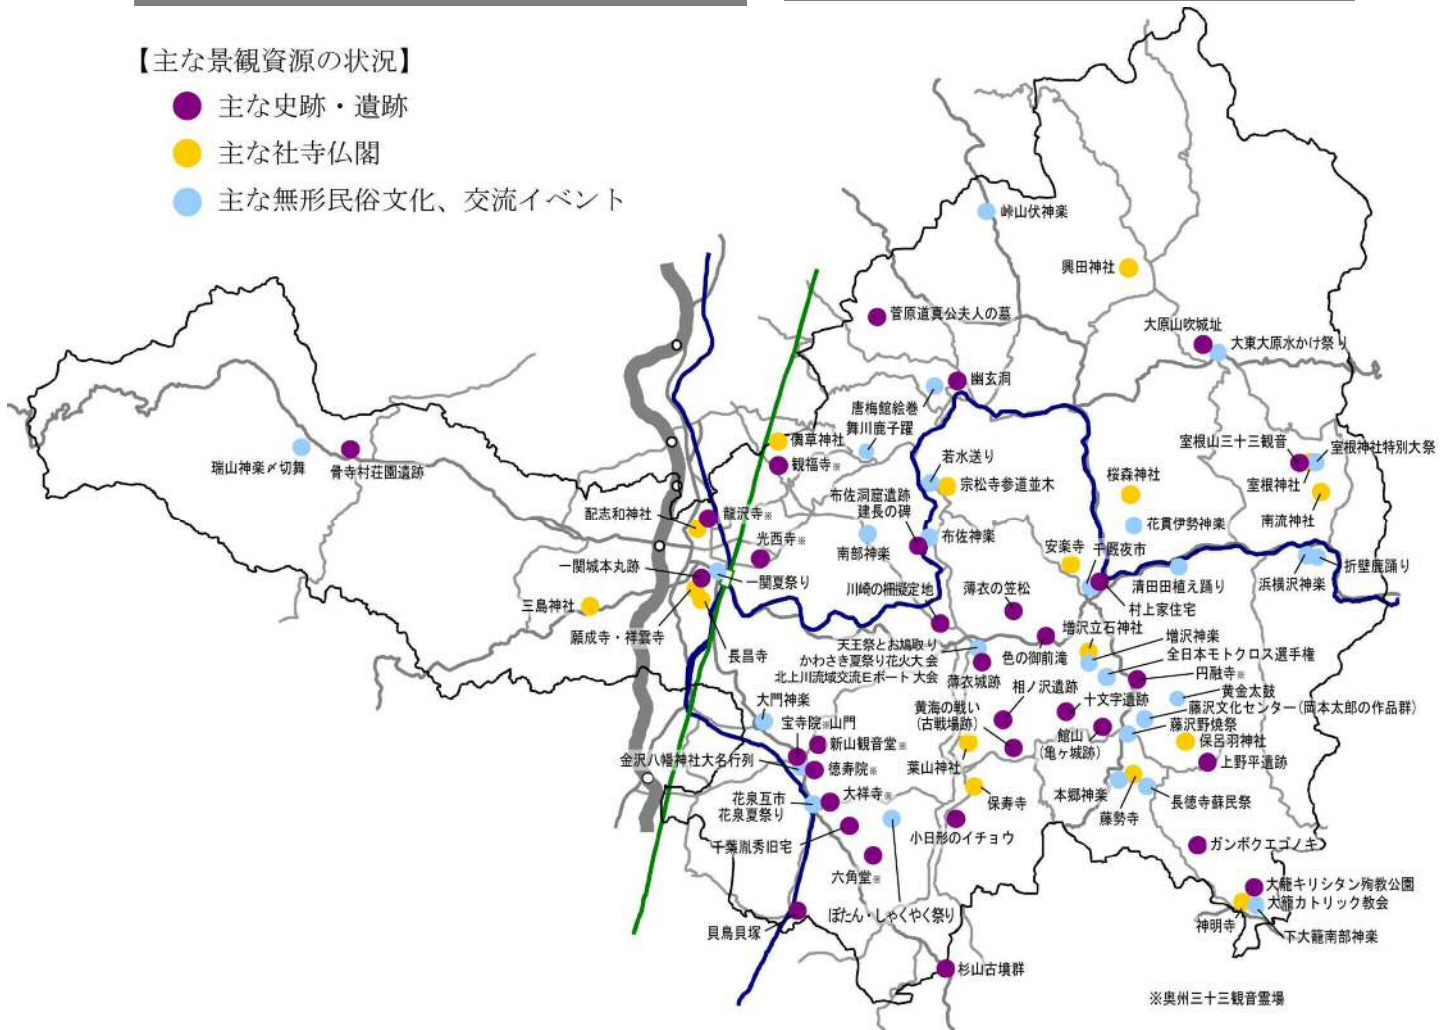 【主な景観資源の状況】
主な史跡・遺跡
主な社寺仏閣
主な無形民俗文化、交流イベント
峠山伏神楽
興田神社
菅原道真公夫人の墓
大原山吹城址
大東大原水かけ祭り
幽玄洞
唐梅館絵巻
舞川鹿子躍
儛草神社
観福寺※
瑞山神楽〆切舞
骨寺村荘園遺跡
若水送り
宗松寺参道並木
室根山三十三観音
室根神社特別大祭
室根神社
南流神社
桜森神社
花貫伊勢神楽
配志和神社
龍沢寺※
光西寺※
布佐洞窟遺跡
建長の碑
南部神楽
布佐神楽
安楽寺
千厩夜市
清田田植え踊り
浜横沢神楽
折壁鹿踊り
一関城本丸跡
一関夏祭り
三島神社
願成寺・祥雲寺
長昌寺
川崎の柵擬定地
薄衣の笠松
村上家住宅
増沢立石神社
増沢神楽
色の御前滝
天王祭とお鳩取り
かわさき夏祭り花火大会
北上川流域交流Eボート大会
薄衣城跡
全日本モトクロス選手権
円融寺※
黄金太鼓
相ノ沢遺跡
十文字遺跡
藤沢文化センター(岡本太郎の作品群)
黄海の戦い
(古戦場跡)
館山
(亀ヶ城跡)
藤沢野焼祭
保呂羽神社
上野平遺跡
大門神楽
宝寺院※山門
新山観音堂※
金沢八幡神社大名行列
徳寿院※
葉山神社
保寿寺
本郷神楽
藤勢寺
長徳寺蘇民祭
花泉互市
花泉夏祭り
大祥寺※
千葉胤秀旧宅
六角堂※
小日形のイチョウ
ガンボクエゴノキ
ぼたん・しゃくやく祭り
貝鳥貝塚
大籠キリシタン殉教公園
大籠カトリック教会
神明寺
下大籠南部神楽
杉山古墳群
※奥州三十三観音霊場